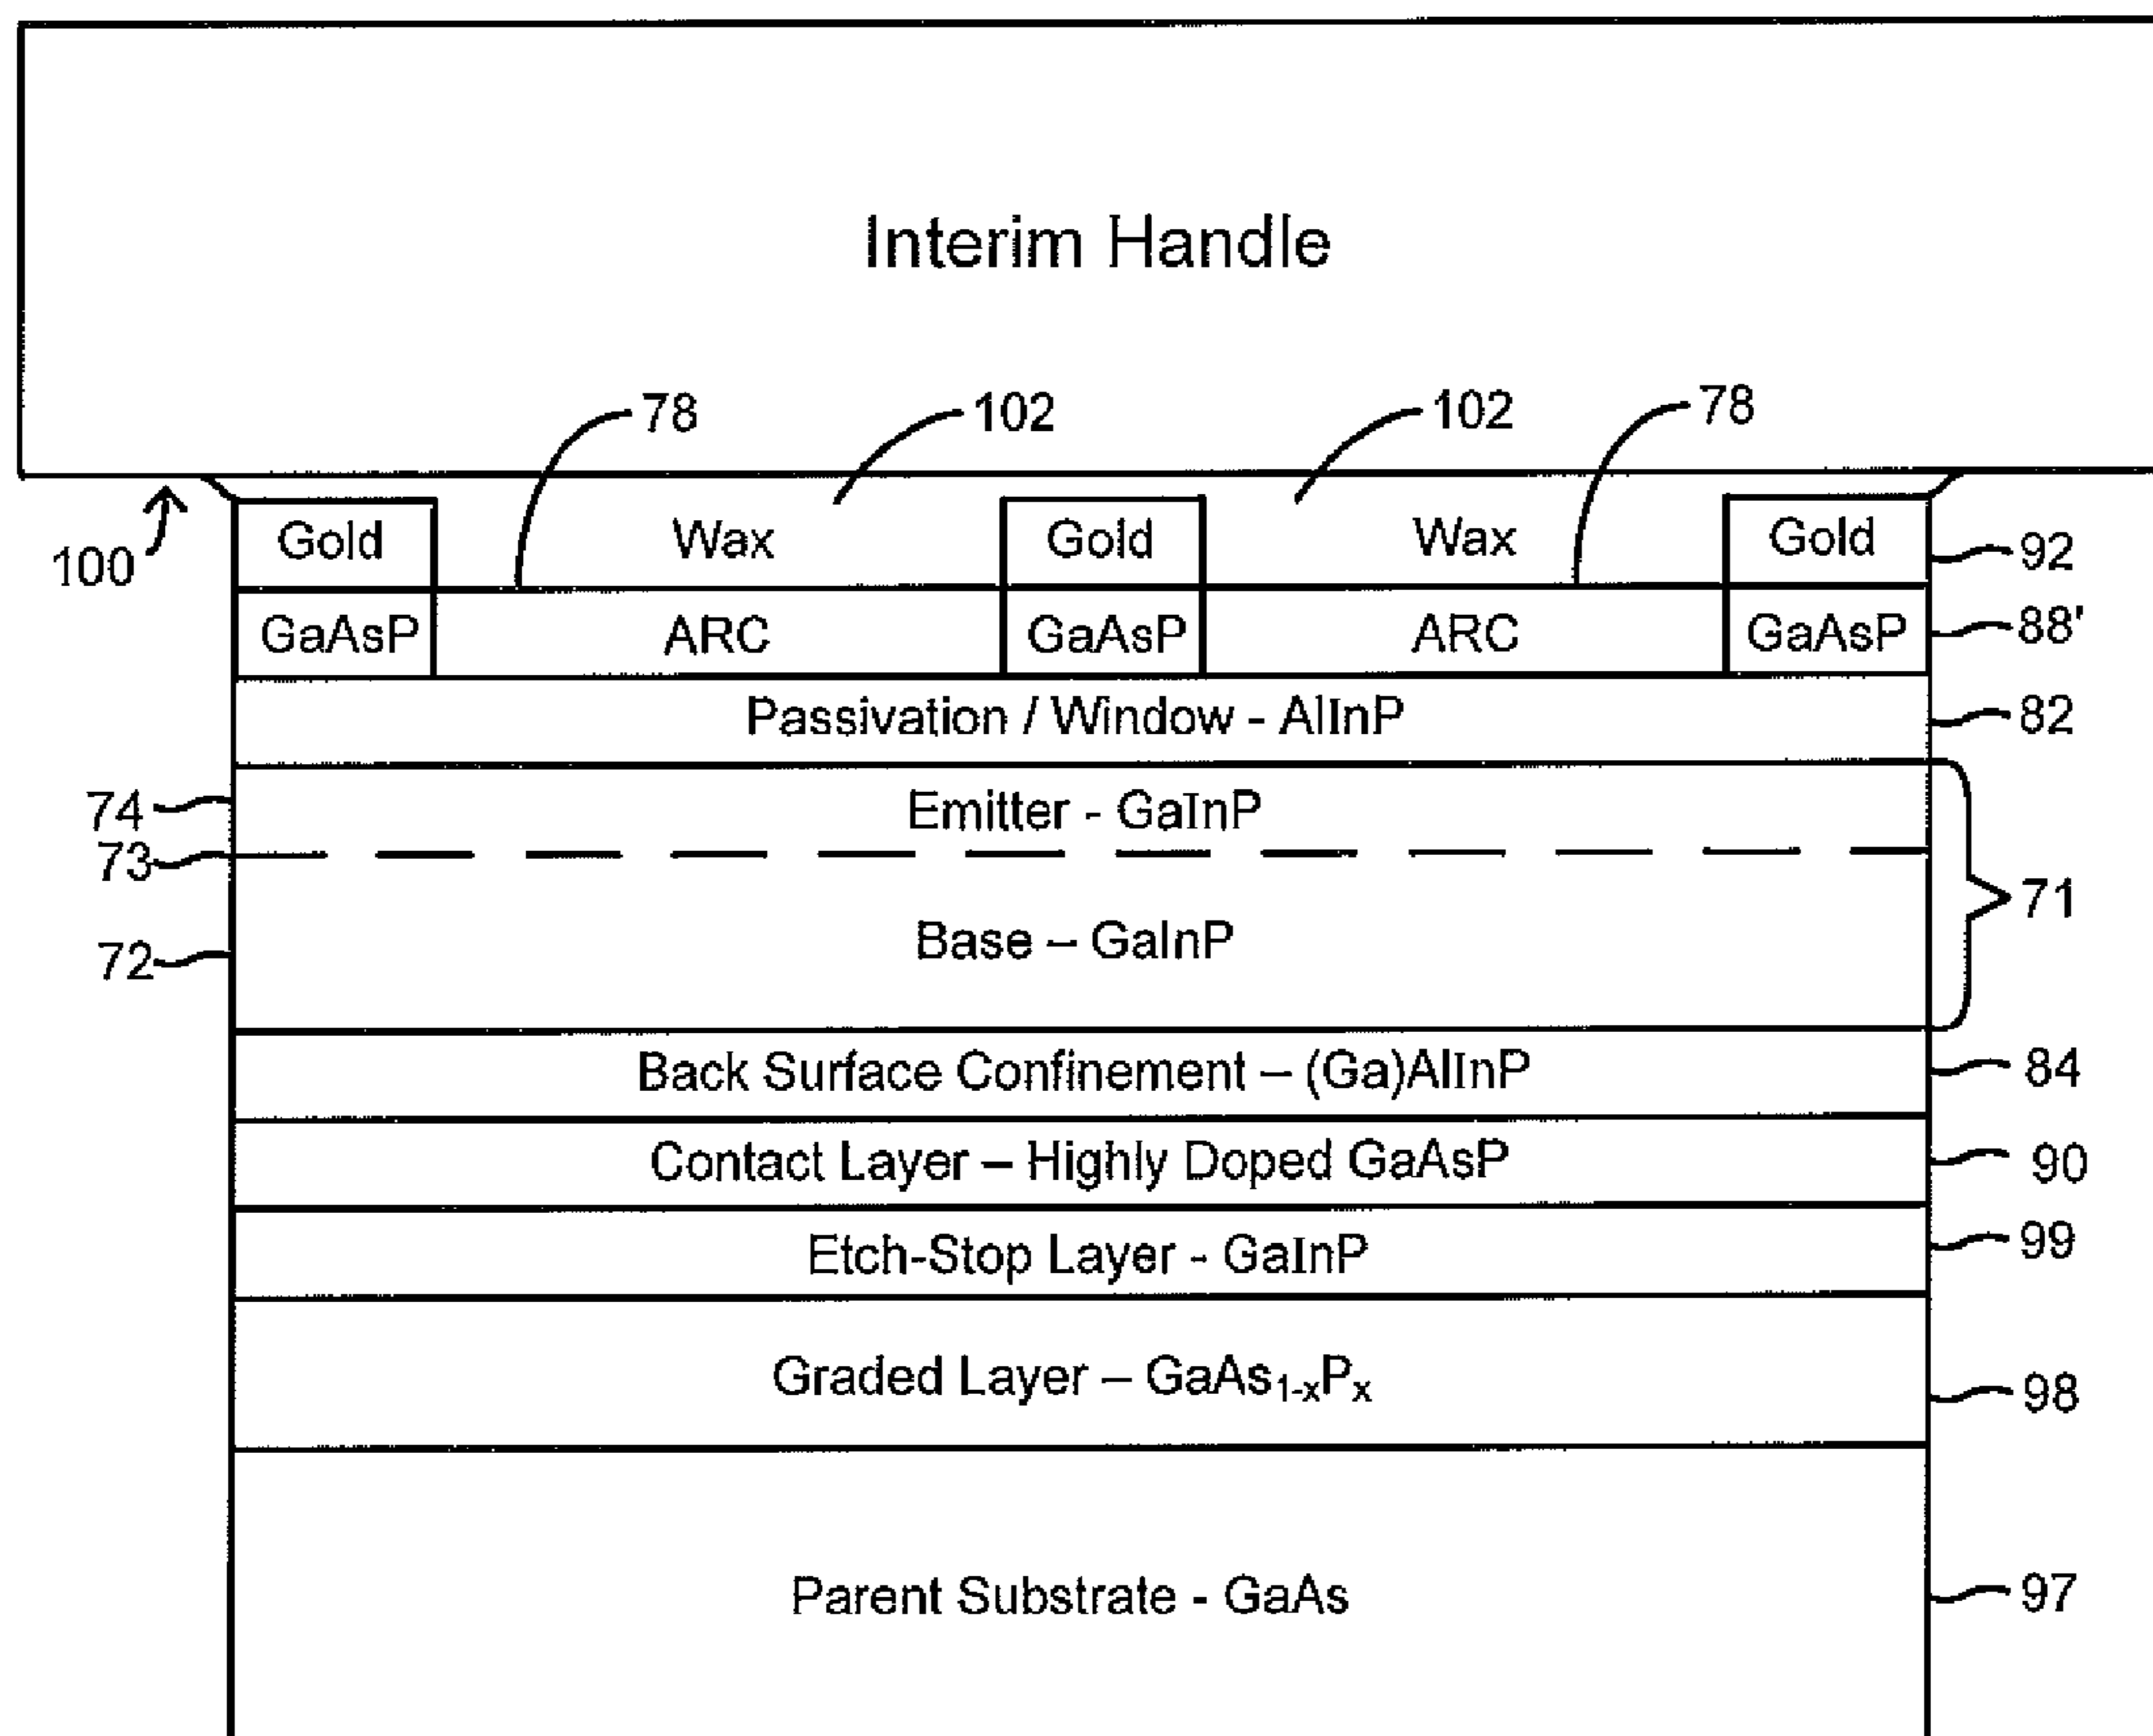 Interim Handle
78 102 102 78
100
Gold Wax Gold Wax Gold 92
GaAsP ARC GaAsP ARC GaAsP 88'
Passivation / Window - AlInP 82
74 Emitter - GaInP
73
71
72 Base – GaInP
Back Surface Confinement – (Ga)AlInP 84
Contact Layer – Highly Doped GaAsP 90
Etch-Stop Layer - GaInP 99
Graded Layer – GaAs₁₋ₓPₓ 98
Parent Substrate - GaAs 97